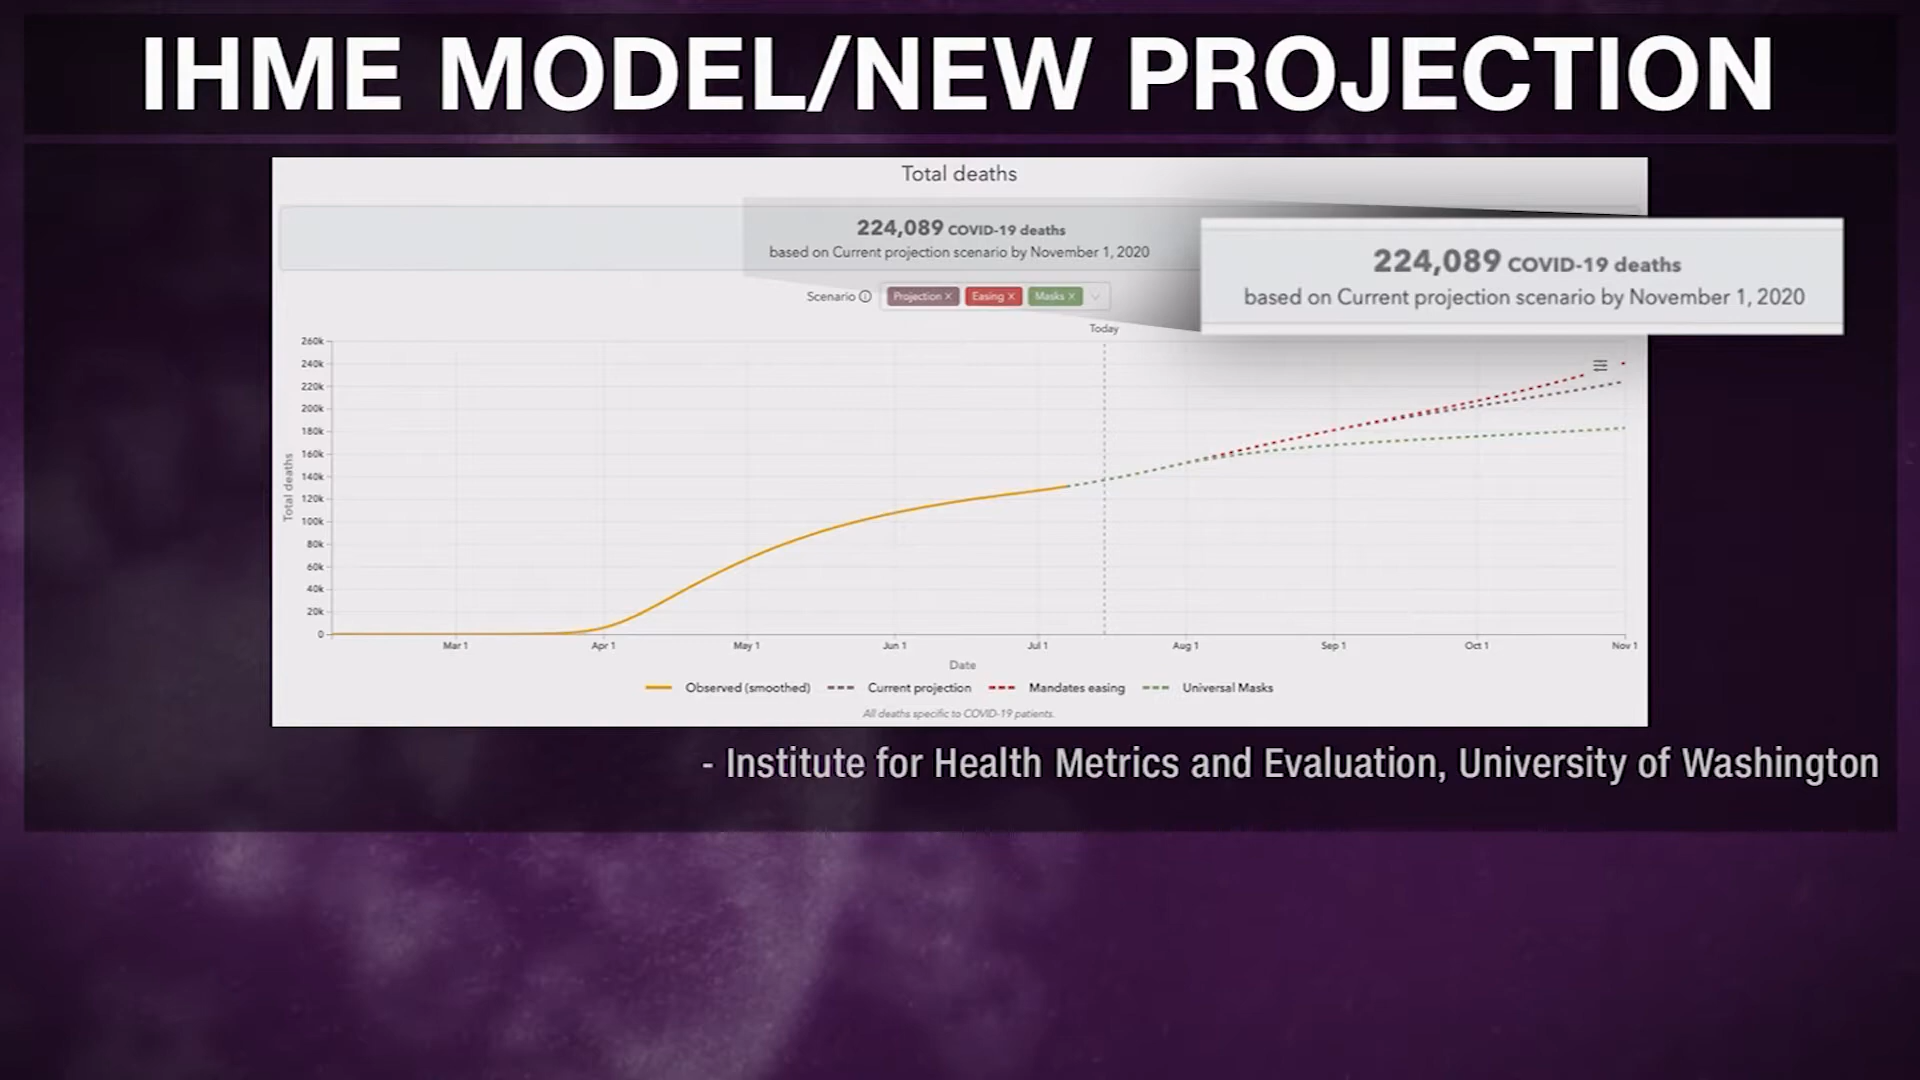 IHME MODEL/NEW PROJECTION
Total deaths
224,089 COVID-19 deaths
based on Current projection scenario by November 1, 2020
224,089 COVID-19 deaths
based on Current projection scenario by November 1, 2020
Scenario Projection × Easing × Masks ×
Today
260k
240k
220k
200k
180k
160k
140k
120k
100k
80k
60k
40k
20k
0
Total deaths
Mar 1 Apr 1 May 1 Jun 1 Jul 1 Aug 1 Sep 1 Oct 1 Nov 1
Date
Observed (smoothed) Current projection Mandates easing Universal Masks
All deaths specific to COVID-19 patients.
- Institute for Health Metrics and Evaluation, University of Washington